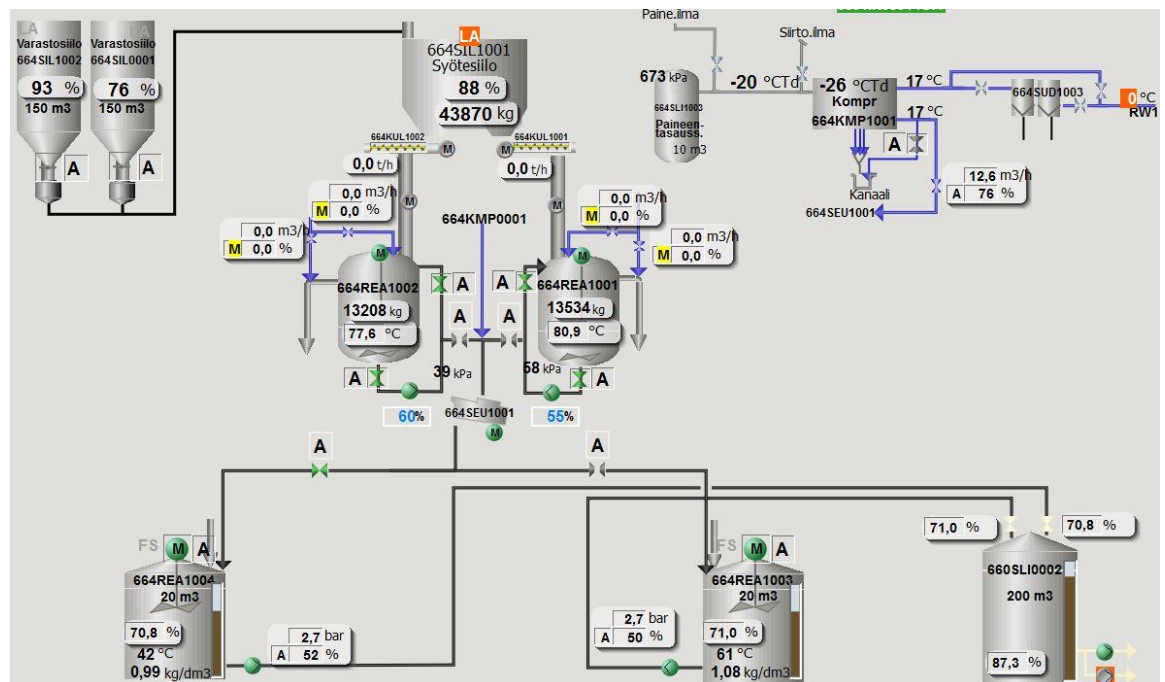 LA
LA
Varastosiilo
664SIL1002
93 %
150 m3
Varastosiilo
664SIL0001
76 %
150 m3
A
A
LA
664SIL1001
Syötesiilo
88 %
43870 kg
664KUL1002
M
664KUL1001
M
0,0 t/h
0,0 t/h
M
M
0,0 m3/h
M 0,0 %
0,0 m3/h
M 0,0 %
664KMP0001
0,0 m3/h
M 0,0 %
0,0 m3/h
M 0,0 %
M
664REA1002
13208 kg
77,6 °C
A
A
A
A
39 kPa
60%
M
664REA1001
13534 kg
80,9 °C
A
A
58 kPa
55%
664SEU1001
M
Paine.ilma
Siirto.ilma
673 kPa
664SLI1003
Paineen-
tasauss.
10 m3
-20 °CTd
-26 °CTd
Kompr
664KMP1001
17 °C
17 °C
A
Kanaali
664SEU1001
664SUD1003
0 °C
RW1
12,6 m3/h
A 76 %
A
A
FS
M
A
664REA1004
20 m3
70,8 %
42 °C
0,99 kg/dm3
2,7 bar
A 52 %
FS
M
A
664REA1003
20 m3
71,0 %
61 °C
1,08 kg/dm3
2,7 bar
A 50 %
71,0 %
70,8 %
660SLI0002
200 m3
87,3 %